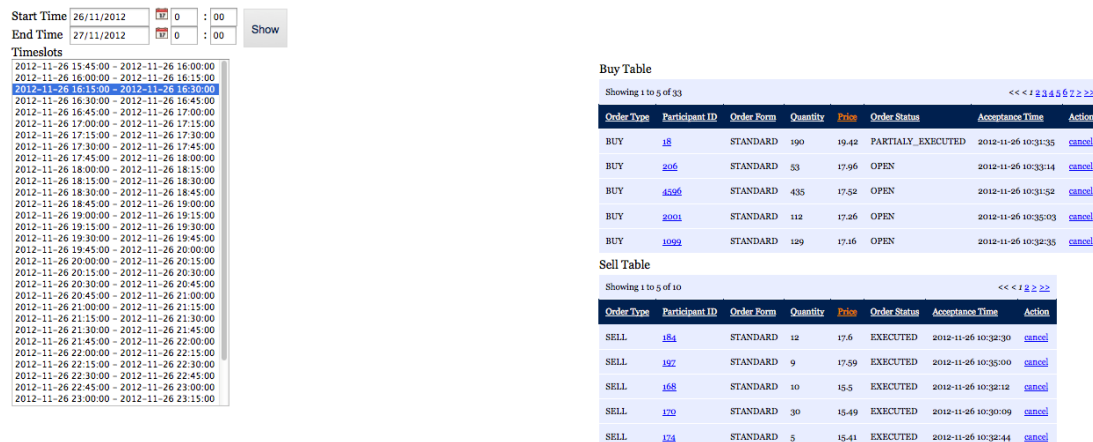 Start Time 26/11/2012 0 : 00
End Time 27/11/2012 0 : 00
Show
Timeslots
2012-11-26 15:45:00 - 2012-11-26 16:00:00
2012-11-26 16:00:00 - 2012-11-26 16:15:00
2012-11-26 16:15:00 - 2012-11-26 16:30:00
2012-11-26 16:30:00 - 2012-11-26 16:45:00
2012-11-26 16:45:00 - 2012-11-26 17:00:00
2012-11-26 17:00:00 - 2012-11-26 17:15:00
2012-11-26 17:15:00 - 2012-11-26 17:30:00
2012-11-26 17:30:00 - 2012-11-26 17:45:00
2012-11-26 17:45:00 - 2012-11-26 18:00:00
2012-11-26 18:00:00 - 2012-11-26 18:15:00
2012-11-26 18:15:00 - 2012-11-26 18:30:00
2012-11-26 18:30:00 - 2012-11-26 18:45:00
2012-11-26 18:45:00 - 2012-11-26 19:00:00
2012-11-26 19:00:00 - 2012-11-26 19:15:00
2012-11-26 19:15:00 - 2012-11-26 19:30:00
2012-11-26 19:30:00 - 2012-11-26 19:45:00
2012-11-26 19:45:00 - 2012-11-26 20:00:00
2012-11-26 20:00:00 - 2012-11-26 20:15:00
2012-11-26 20:15:00 - 2012-11-26 20:30:00
2012-11-26 20:30:00 - 2012-11-26 20:45:00
2012-11-26 20:45:00 - 2012-11-26 21:00:00
2012-11-26 21:00:00 - 2012-11-26 21:15:00
2012-11-26 21:15:00 - 2012-11-26 21:30:00
2012-11-26 21:30:00 - 2012-11-26 21:45:00
2012-11-26 21:45:00 - 2012-11-26 22:00:00
2012-11-26 22:00:00 - 2012-11-26 22:15:00
2012-11-26 22:15:00 - 2012-11-26 22:30:00
2012-11-26 22:30:00 - 2012-11-26 22:45:00
2012-11-26 22:45:00 - 2012-11-26 23:00:00
2012-11-26 23:00:00 - 2012-11-26 23:15:00
Buy Table
Showing 1 to 5 of 33 << < 1 2 3 4 5 6 7 > >>
Order Type Participant ID Order Form Quantity Price Order Status Acceptance Time Action
BUY 18 STANDARD 190 19.42 PARTIALY_EXECUTED 2012-11-26 10:31:35 cancel
BUY 206 STANDARD 53 17.96 OPEN 2012-11-26 10:33:14 cancel
BUY 4596 STANDARD 435 17.52 OPEN 2012-11-26 10:31:52 cancel
BUY 2001 STANDARD 112 17.26 OPEN 2012-11-26 10:35:03 cancel
BUY 1099 STANDARD 129 17.16 OPEN 2012-11-26 10:32:35 cancel
Sell Table
Showing 1 to 5 of 10 << < 1 2 > >>
Order Type Participant ID Order Form Quantity Price Order Status Acceptance Time Action
SELL 184 STANDARD 12 17.6 EXECUTED 2012-11-26 10:32:30 cancel
SELL 197 STANDARD 9 17.59 EXECUTED 2012-11-26 10:35:00 cancel
SELL 168 STANDARD 10 15.5 EXECUTED 2012-11-26 10:32:12 cancel
SELL 170 STANDARD 30 15.49 EXECUTED 2012-11-26 10:30:09 cancel
SELL 174 STANDARD 5 15.41 EXECUTED 2012-11-26 10:32:44 cancel